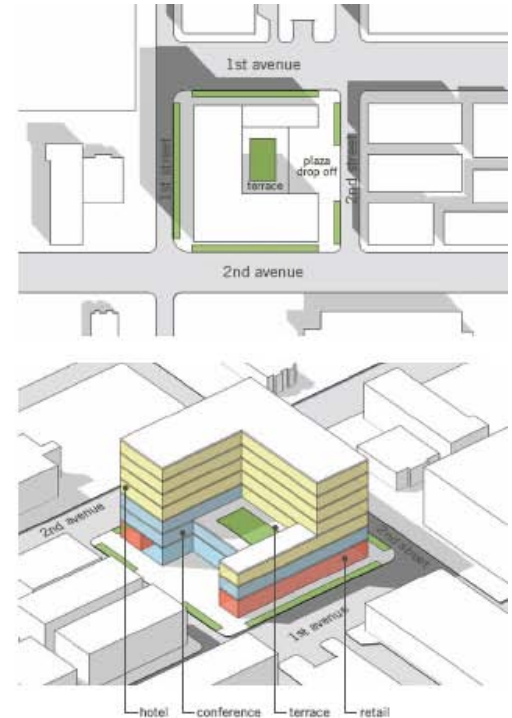 1st avenue
1st street
terrace
plaza
drop off
2nd street
2nd avenue
2nd avenue
2nd street
1st avenue
hotel
conference
terrace
retail